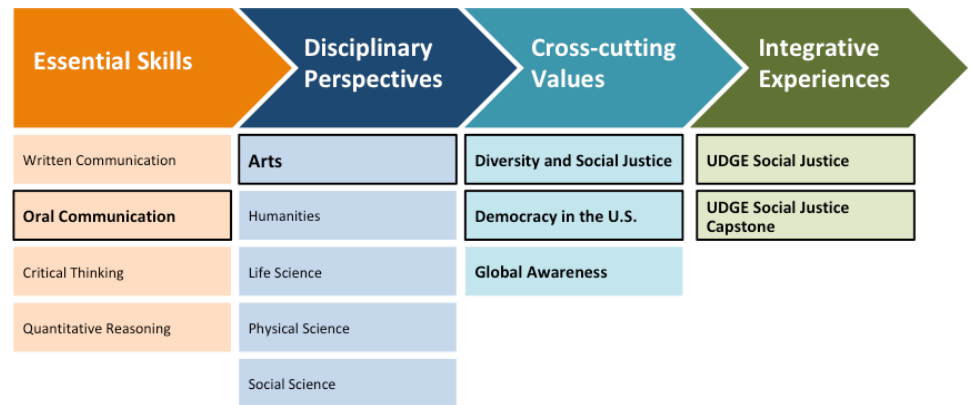 Essential Skills
Disciplinary
Perspectives
Cross-cutting
Values
Integrative
Experiences
Written Communication
Arts
Diversity and Social Justice
UDGE Social Justice
Oral Communication
Humanities
Democracy in the U.S.
UDGE Social Justice
Capstone
Critical Thinking
Life Science
Global Awareness
Quantitative Reasoning
Physical Science
Social Science